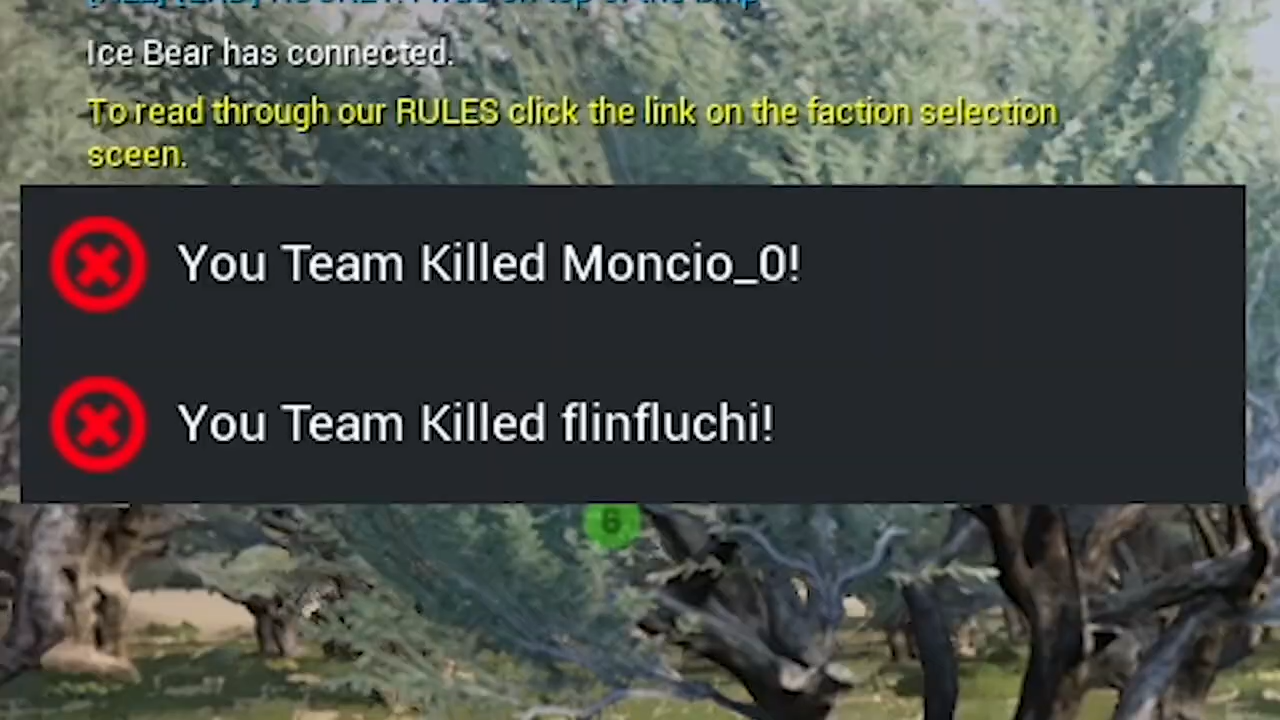 Ice Bear has connected.
To read through our RULES click the link on the faction selection
sceen.
You Team Killed Moncio_0!
You Team Killed flinfluchi!
6